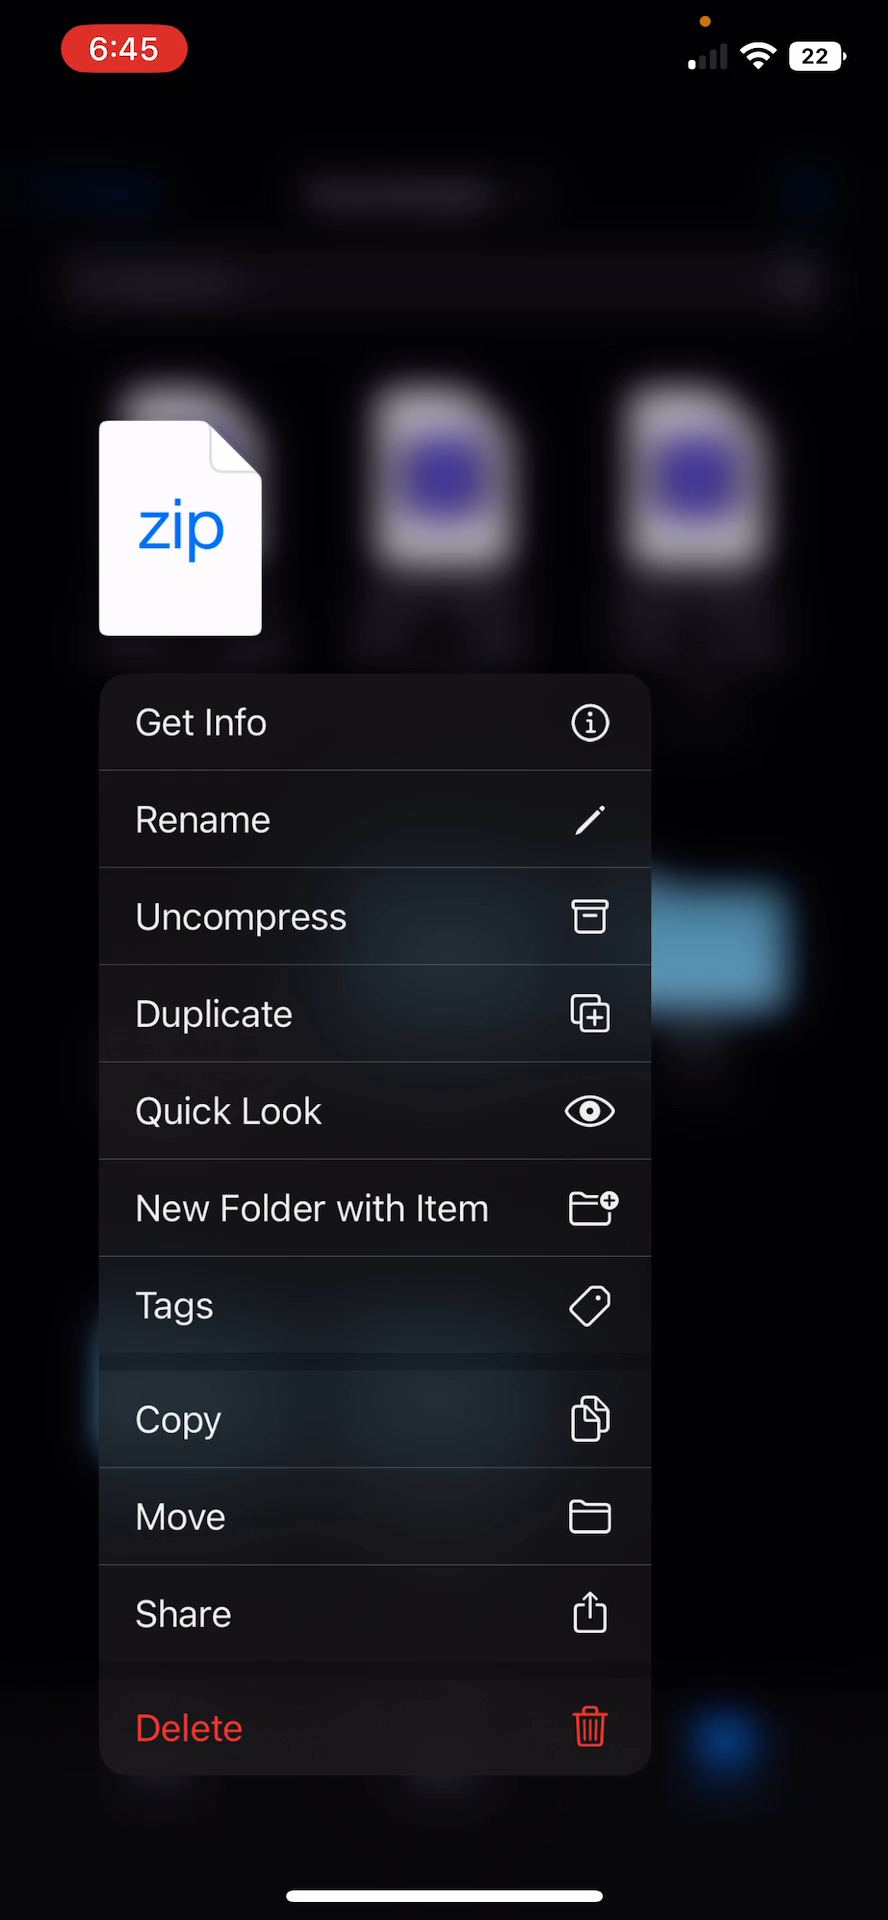 6:45
22
zip
Get Info
Rename
Uncompress
Duplicate
Quick Look
New Folder with Item
Tags
Copy
Move
Share
Delete